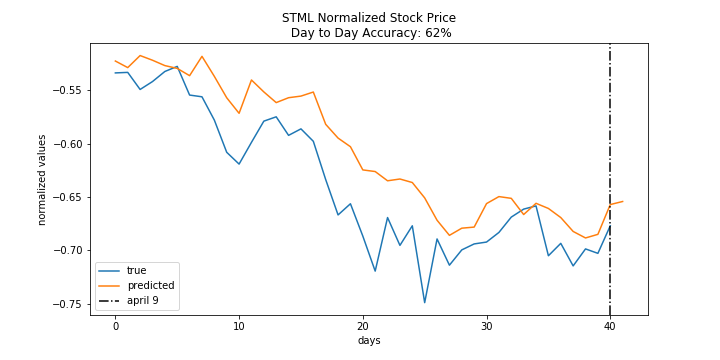 STML Normalized Stock Price
Day to Day Accuracy: 62%
normalized values
−0.55
−0.60
−0.65
−0.70
−0.75
true
predicted
april 9
0
10
20
30
40
days